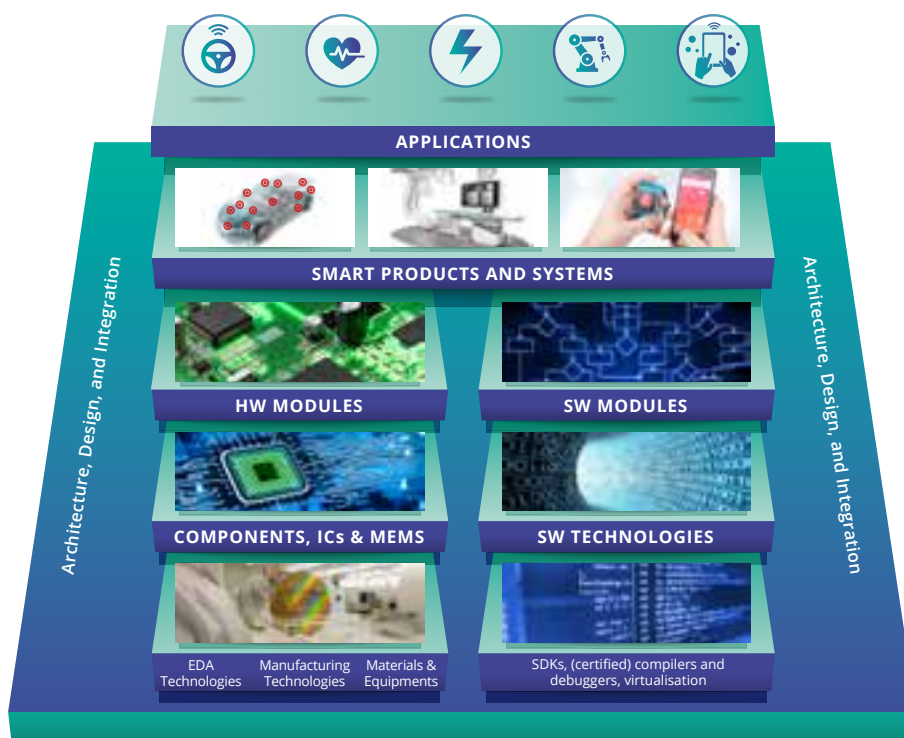 APPLICATIONS
SMART PRODUCTS AND SYSTEMS
Architecture, Design, and Integration
Architecture, Design, and Integration
HW MODULES
SW MODULES
COMPONENTS, ICs & MEMS
SW TECHNOLOGIES
EDA
Technologies
Manufacturing
Technologies
Materials &
Equipments
SDKs, (certified) compilers and
debuggers, virtualisation